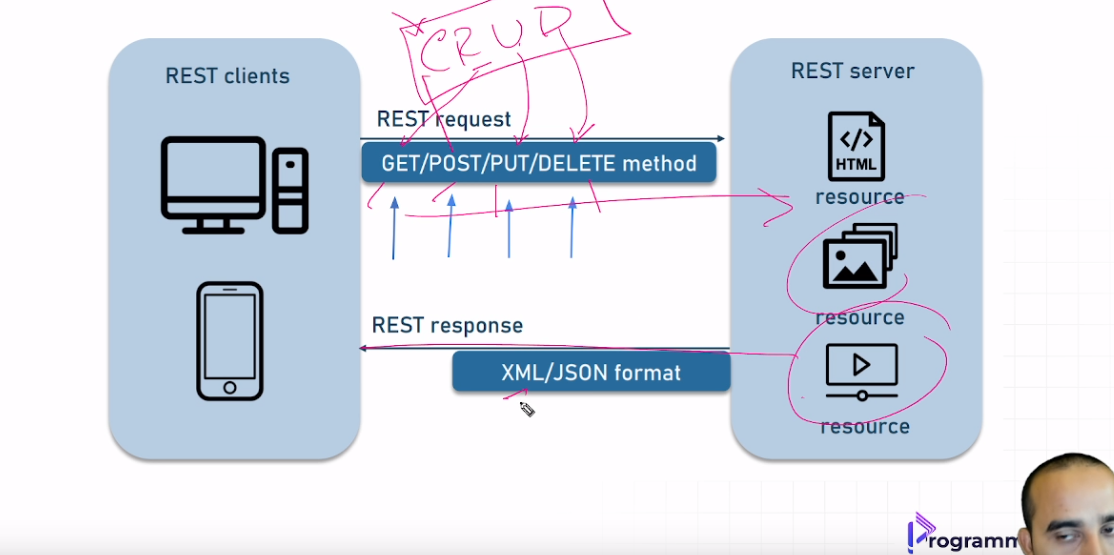 CRUD
REST clients
REST server
REST request
GET/POST/PUT/DELETE method
HTML
resource
resource
REST response
XML/JSON format
resource
rogramm